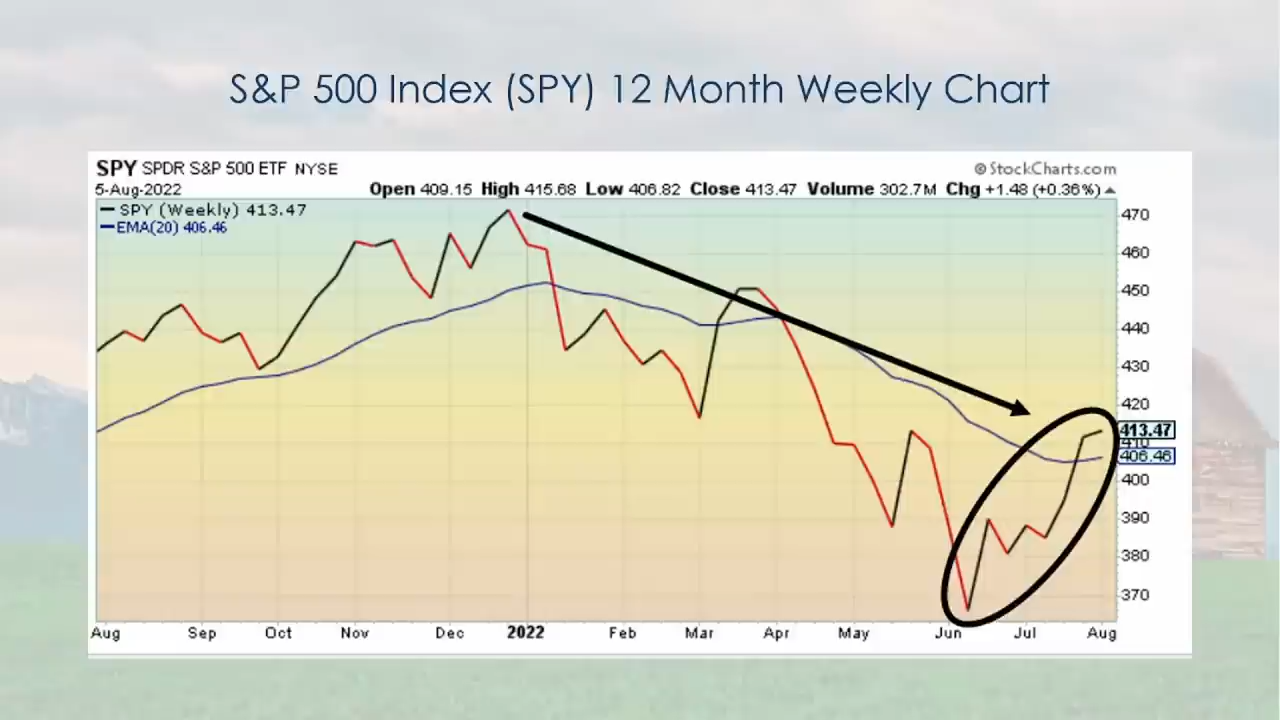 S&P 500 Index (SPY) 12 Month Weekly Chart
SPY SPDR S&P 500 ETF NYSE
© StockCharts.com
5-Aug-2022
Open 409.15 High 415.68 Low 406.82 Close 413.47 Volume 302.7M Chg +1.48 (+0.36%)
SPY (Weekly) 413.47
EMA(20) 406.46
470
460
450
440
430
420
413.47
410
406.46
400
390
380
370
Aug Sep Oct Nov Dec 2022 Feb Mar Apr May Jun Jul Aug